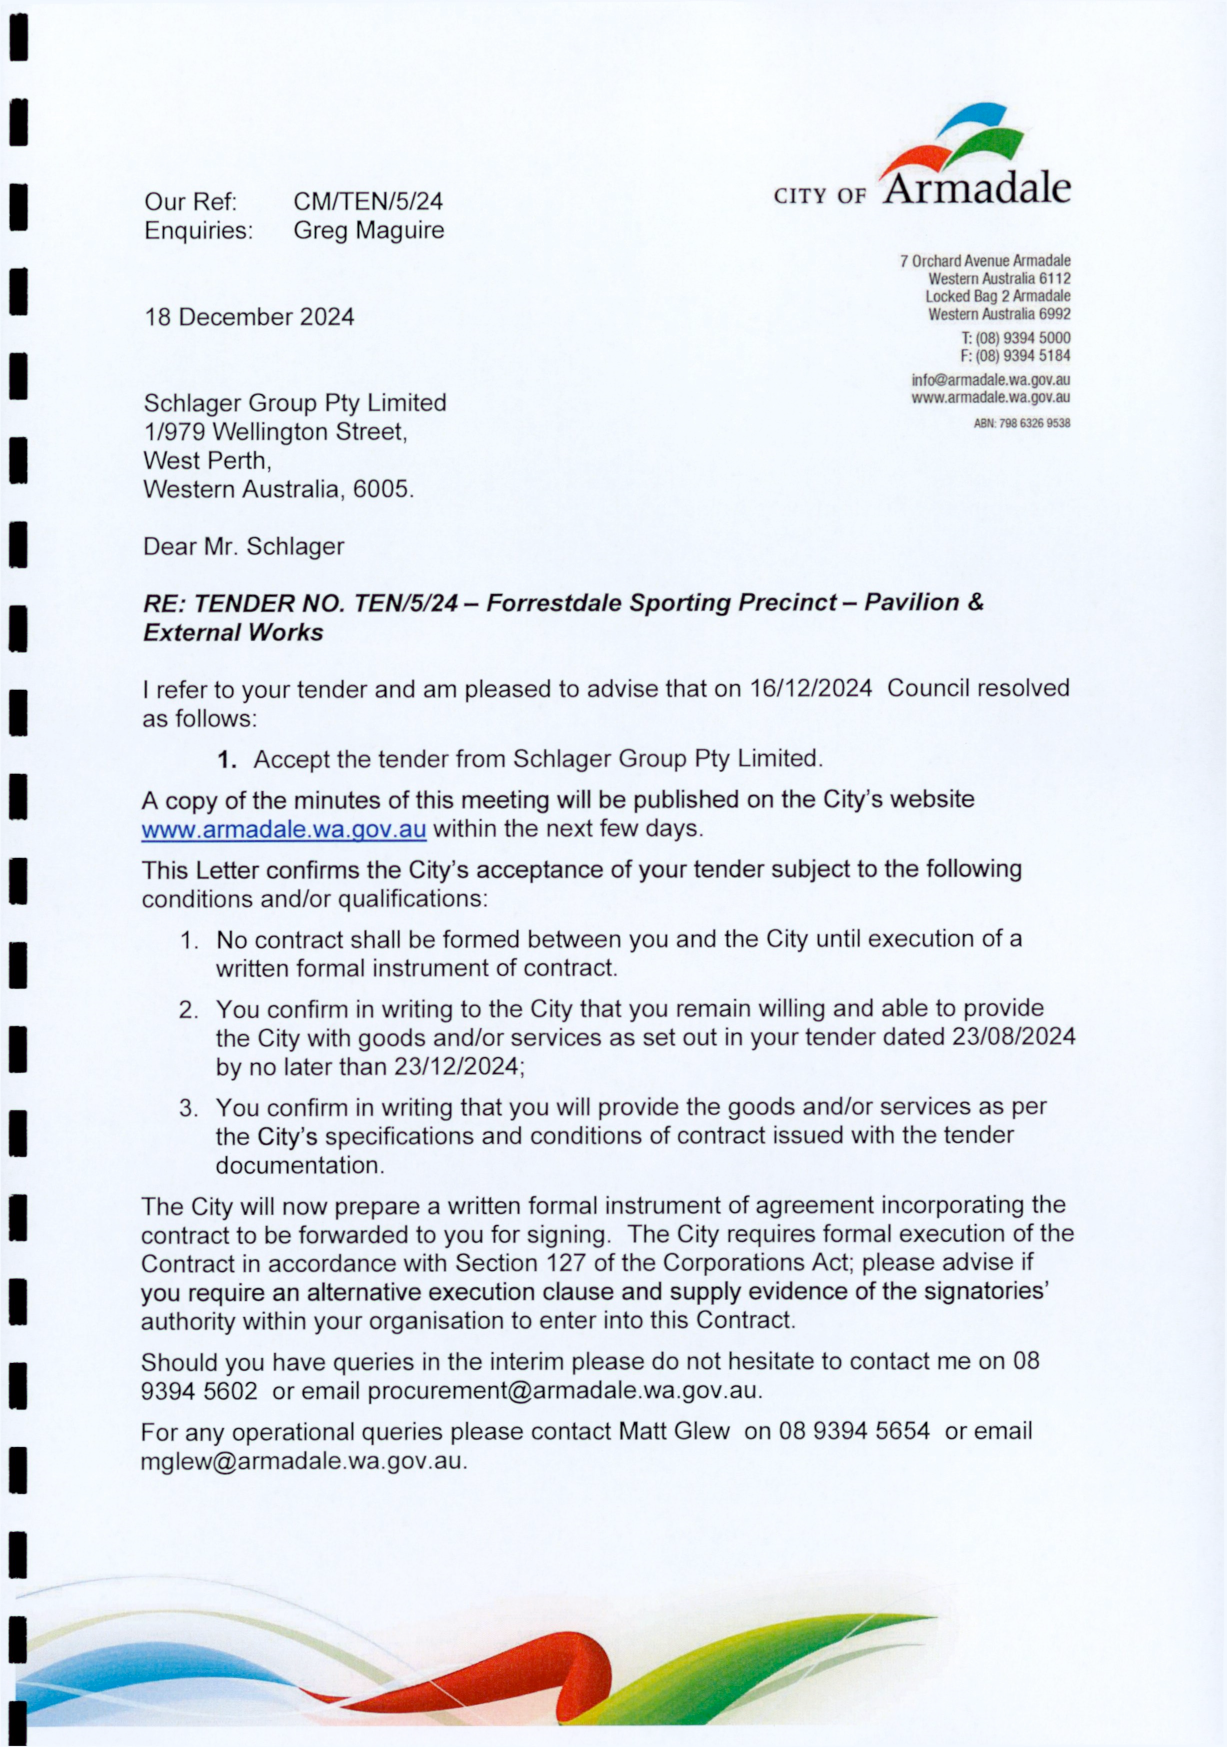 CITY OF Armadale
Our Ref: CM/TEN/5/24
Enquiries: Greg Maguire
7 Orchard Avenue Armadale
Western Australia 6112
Locked Bag 2 Armadale
Western Australia 6992
T: (08) 9394 5000
F: (08) 9394 5184
info@armadale.wa.gov.au
www.armadale.wa.gov.au
ABN: 798 6326 9538
18 December 2024
Schlager Group Pty Limited
1/979 Wellington Street,
West Perth,
Western Australia, 6005.
Dear Mr. Schlager
RE: TENDER NO. TEN/5/24 – Forrestdale Sporting Precinct – Pavilion &
External Works
I refer to your tender and am pleased to advise that on 16/12/2024 Council resolved
as follows:
1. Accept the tender from Schlager Group Pty Limited.
A copy of the minutes of this meeting will be published on the City's website
www.armadale.wa.gov.au within the next few days.
This Letter confirms the City's acceptance of your tender subject to the following
conditions and/or qualifications:
1. No contract shall be formed between you and the City until execution of a
written formal instrument of contract.
2. You confirm in writing to the City that you remain willing and able to provide
the City with goods and/or services as set out in your tender dated 23/08/2024
by no later than 23/12/2024;
3. You confirm in writing that you will provide the goods and/or services as per
the City's specifications and conditions of contract issued with the tender
documentation.
The City will now prepare a written formal instrument of agreement incorporating the
contract to be forwarded to you for signing. The City requires formal execution of the
Contract in accordance with Section 127 of the Corporations Act; please advise if
you require an alternative execution clause and supply evidence of the signatories'
authority within your organisation to enter into this Contract.
Should you have queries in the interim please do not hesitate to contact me on 08
9394 5602 or email procurement@armadale.wa.gov.au.
For any operational queries please contact Matt Glew on 08 9394 5654 or email
mglew@armadale.wa.gov.au.